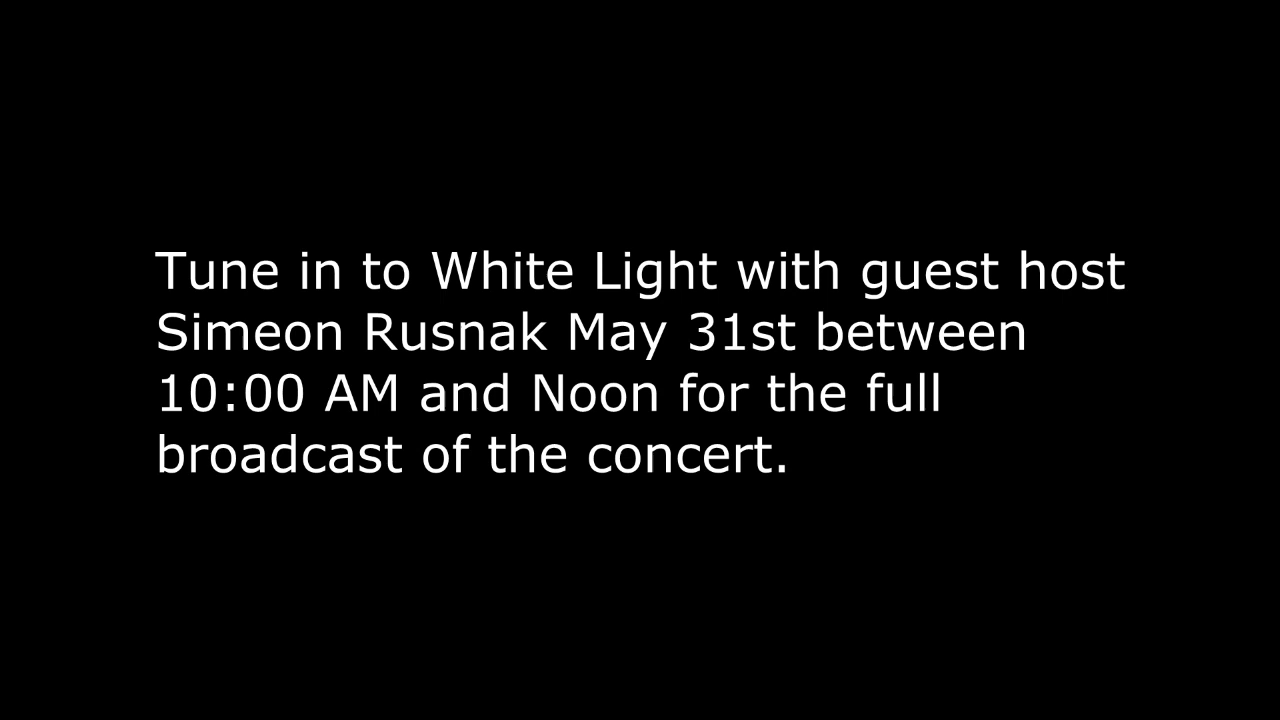 Tune in to White Light with guest host
Simeon Rusnak May 31st between
10:00 AM and Noon for the full
broadcast of the concert.